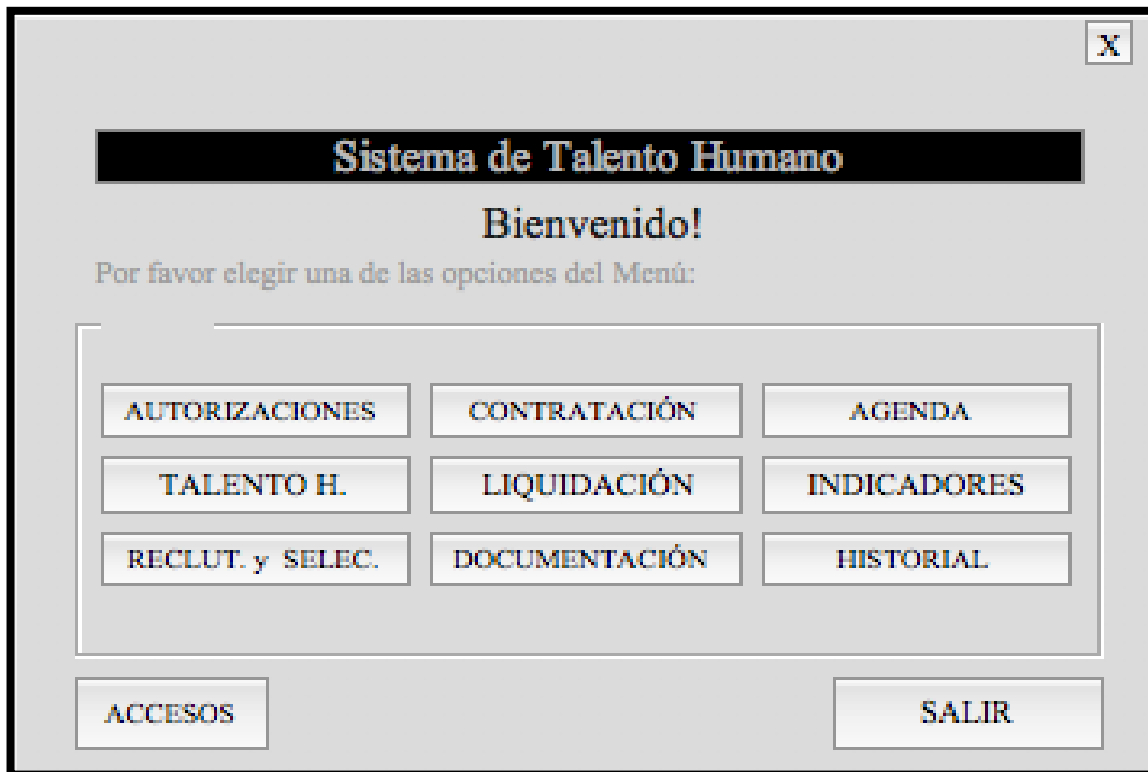 X
Sistema de Talento Humano
Bienvenido!
Por favor elegir una de las opciones del Menú:
AUTORIZACIONES CONTRATACIÓN AGENDA
TALENTO H. LIQUIDACIÓN INDICADORES
RECLUT. y SELEC. DOCUMENTACIÓN HISTORIAL
ACCESOS SALIR